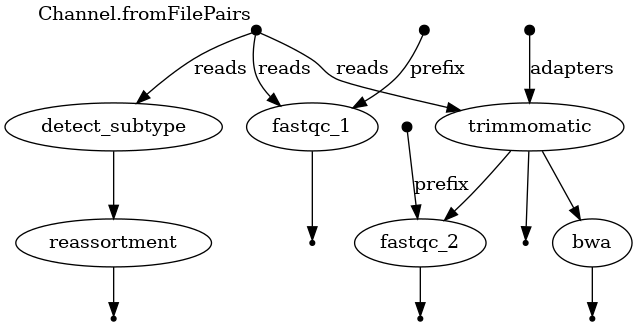 Channel.fromFilePairs
reads
reads
reads
prefix
adapters
detect_subtype
fastqc_1
trimmomatic
prefix
reassortment
fastqc_2
bwa